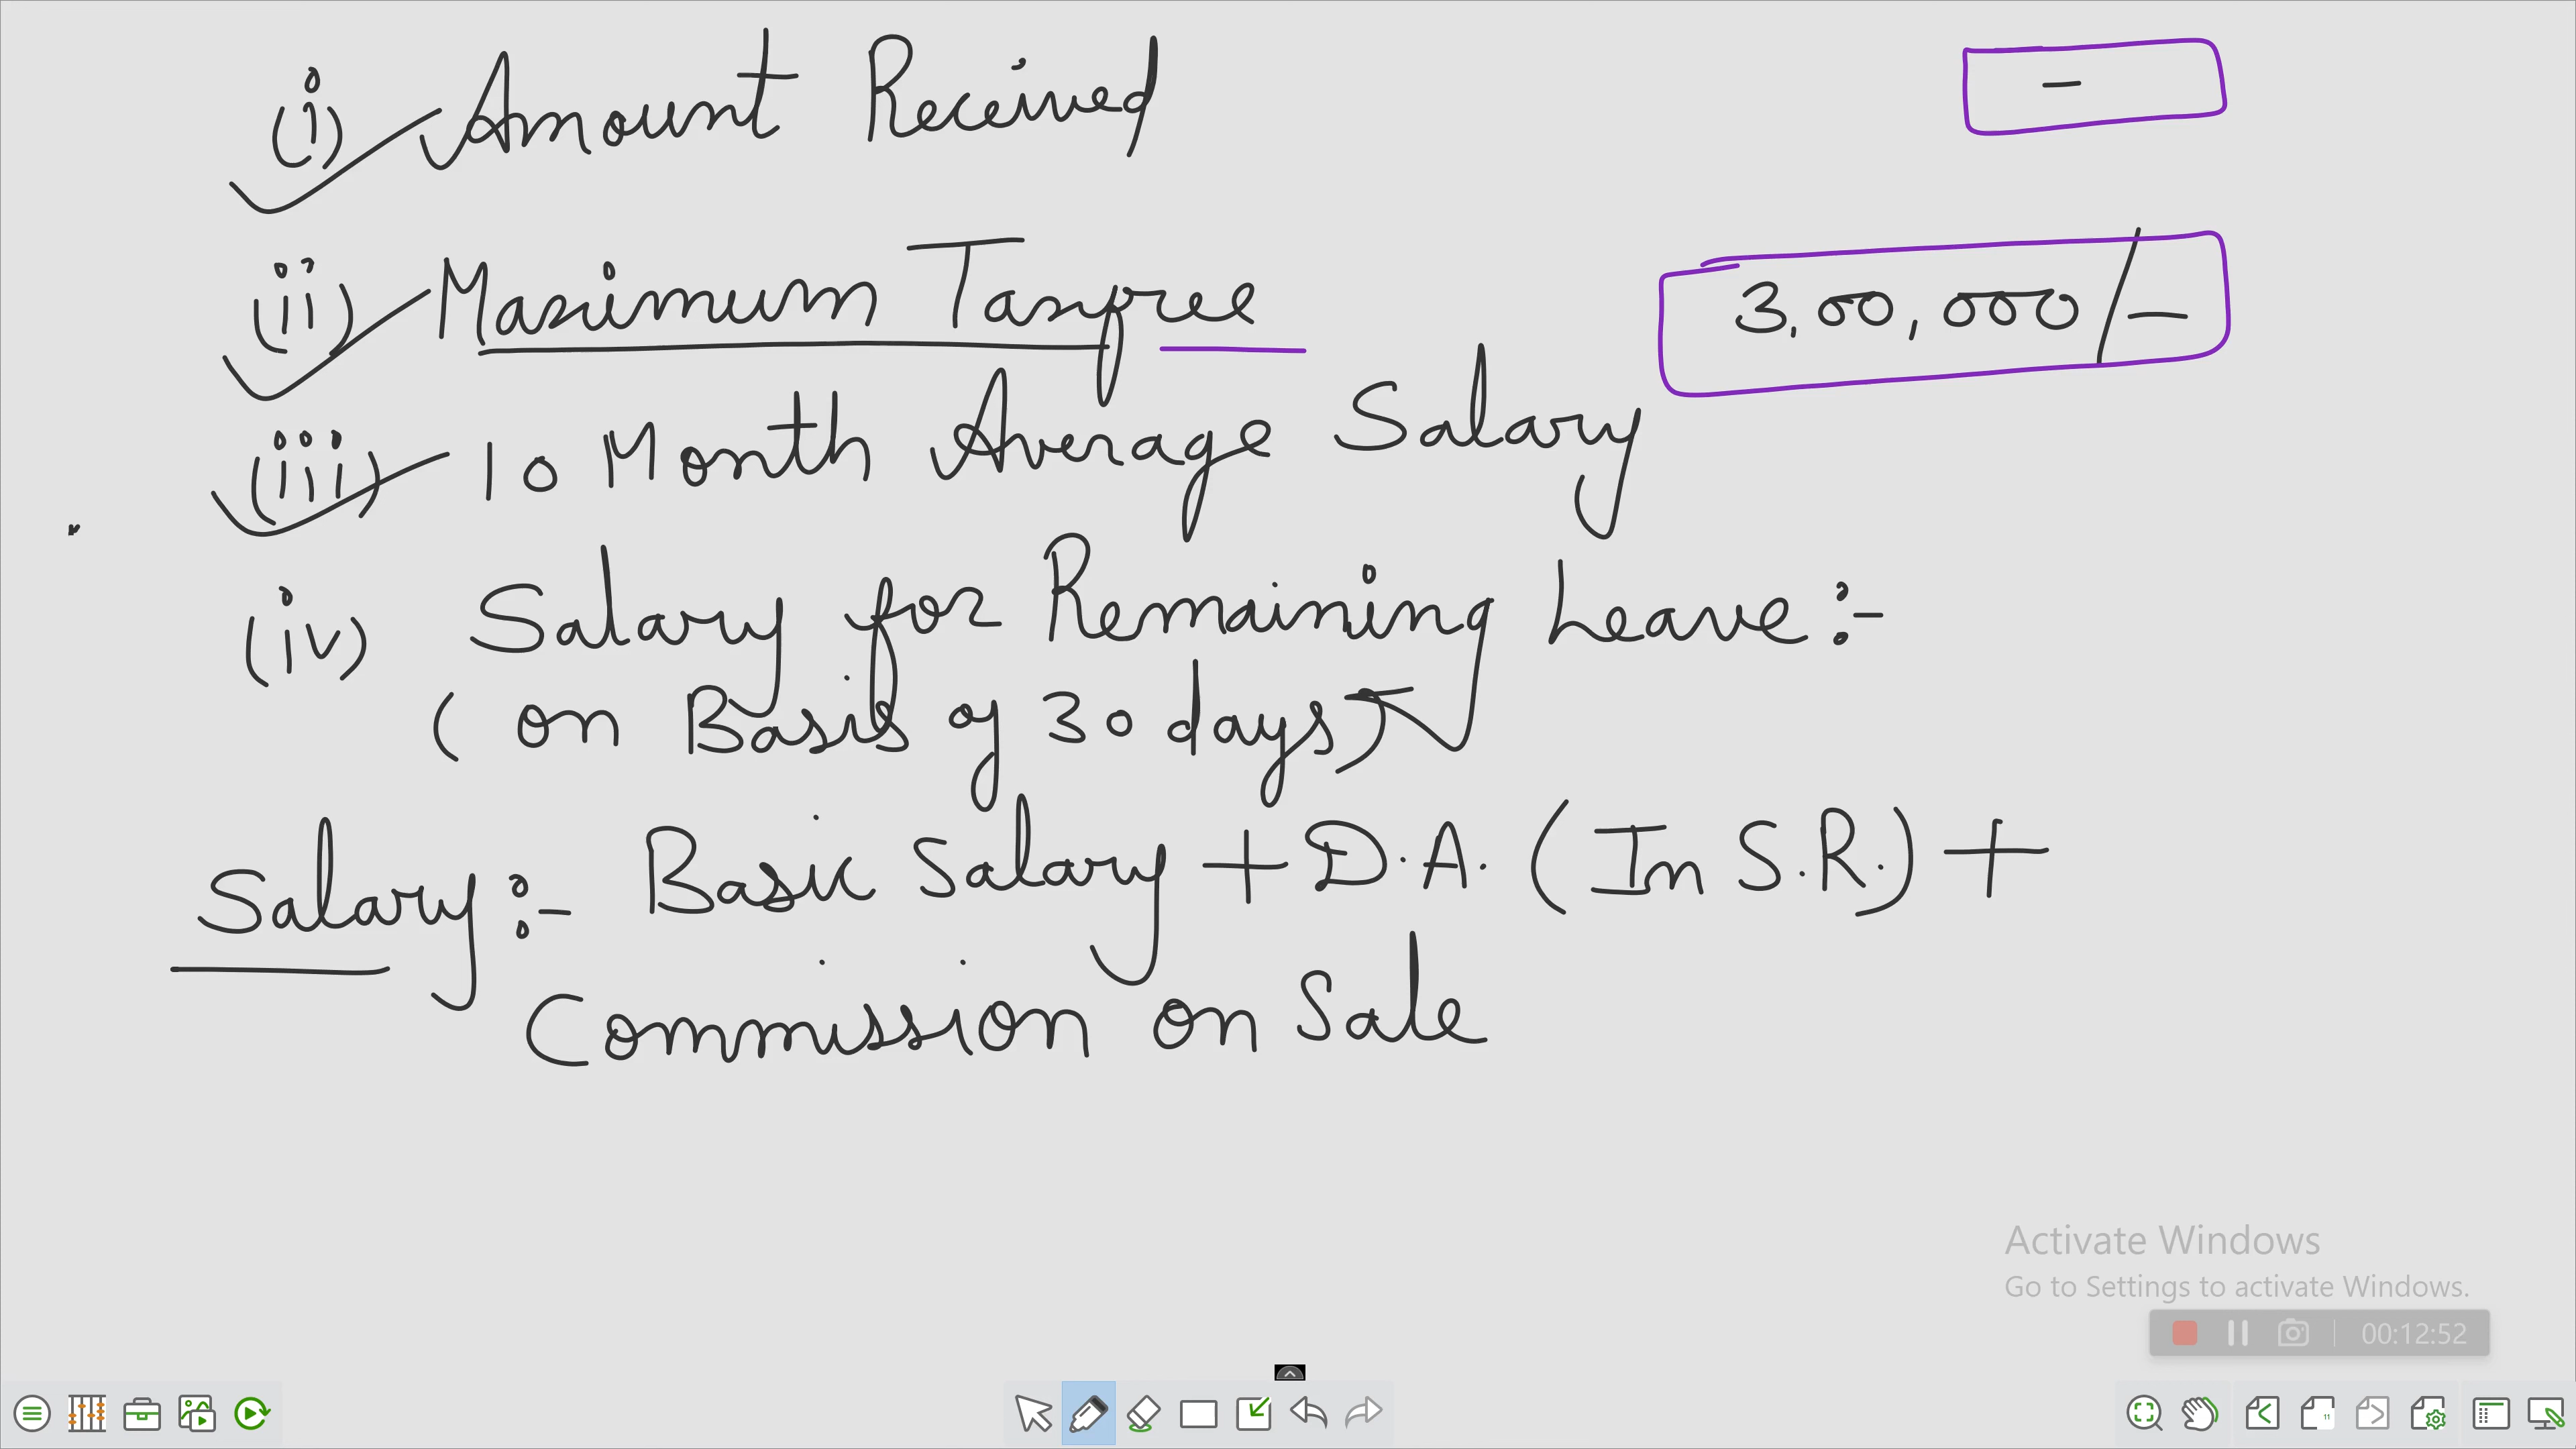 (i) Amount Received -
(ii) Maximum Taxfree 3,00,000/-
(iii) 10 Month Average Salary
(iv) Salary for Remaining Leave:-
(on Basis of 30 days)
Salary:- Basic Salary + D.A. (In S.R.) +
Commission on Sale
Activate Windows
Go to Settings to activate Windows.
00:12:52
11